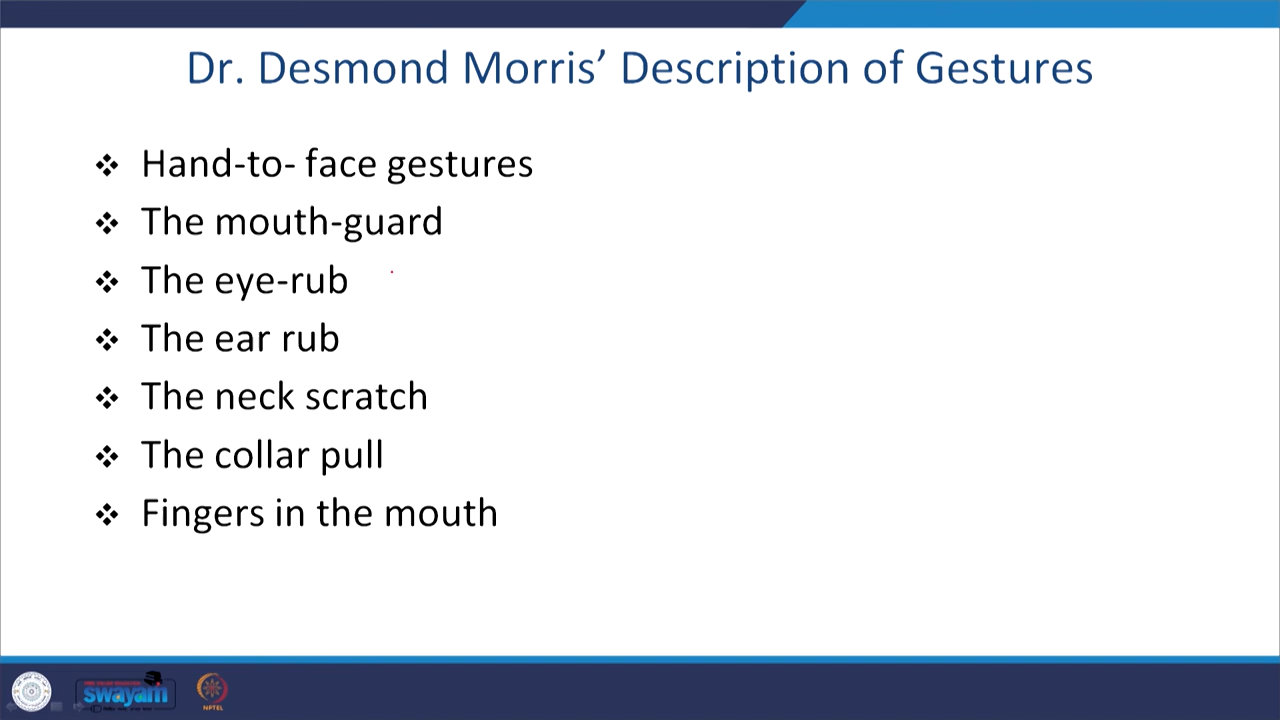 Dr. Desmond Morris’ Description of Gestures
❖ Hand-to- face gestures
❖ The mouth-guard
❖ The eye-rub
❖ The ear rub
❖ The neck scratch
❖ The collar pull
❖ Fingers in the mouth
swayam
NPTEL